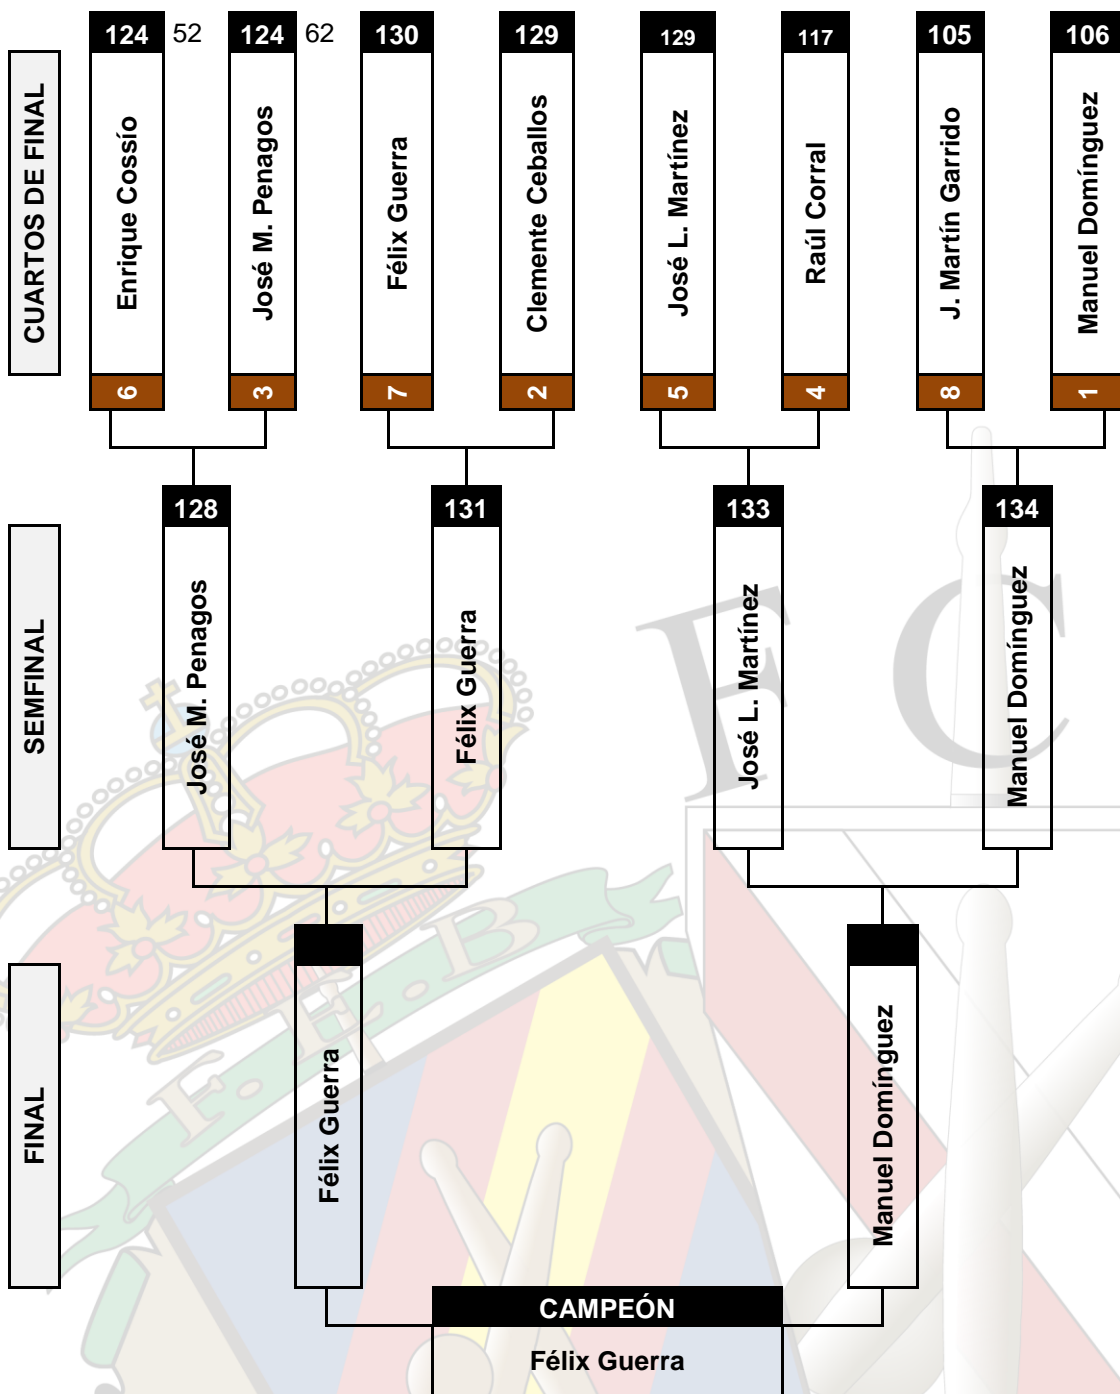 124 52 124 62 130 129 129 117 105 106
CUARTOS DE FINAL
Enrique Cossío
José M. Penagos
Félix Guerra
Clemente Ceballos
José L. Martínez
Raúl Corral
J. Martín Garrido
Manuel Domínguez
6 3 7 2 5 4 8 1
128 131 133 134
SEMFINAL
José M. Penagos
Félix Guerra
José L. Martínez
Manuel Domínguez
FINAL
Félix Guerra
Manuel Domínguez
CAMPEÓN
Félix Guerra
F C
F. E. B.